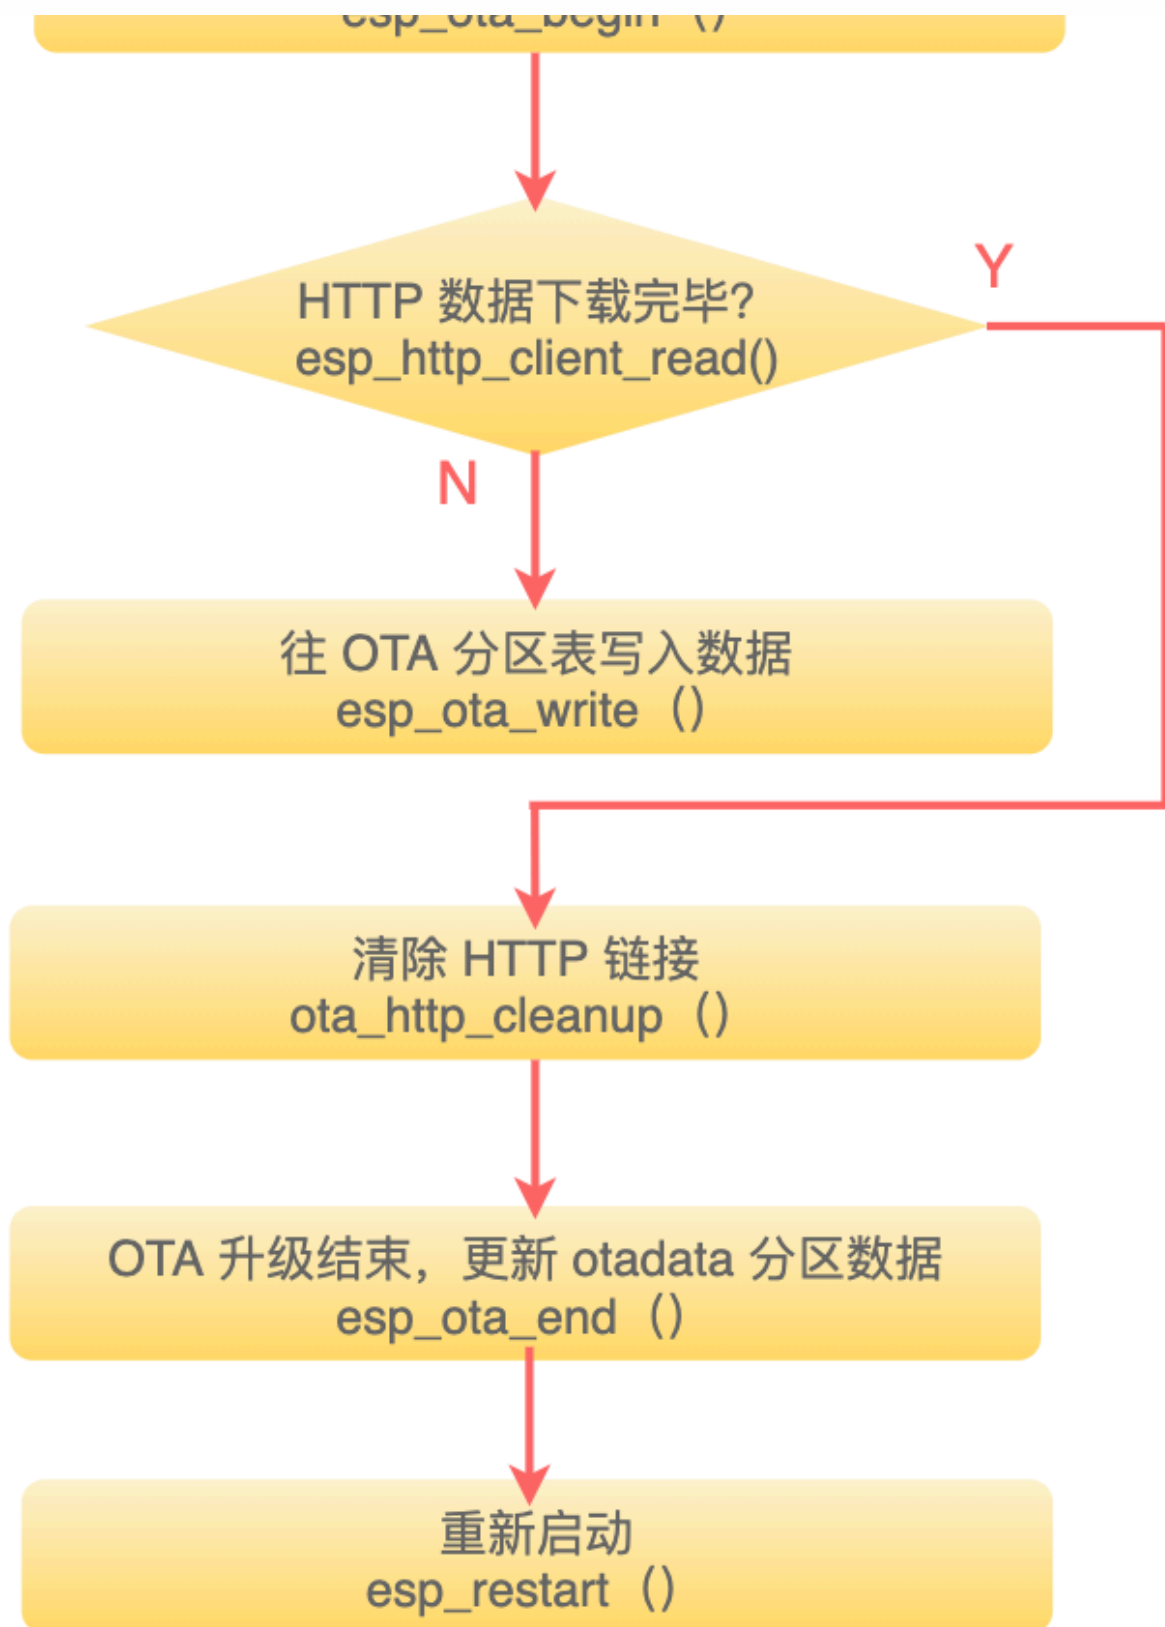 esp_ota_begin（）
HTTP 数据下载完毕？
esp_http_client_read()
Y
N
往 OTA 分区表写入数据
esp_ota_write（）
清除 HTTP 链接
ota_http_cleanup（）
OTA 升级结束，更新 otadata 分区数据
esp_ota_end（）
重新启动
esp_restart（）